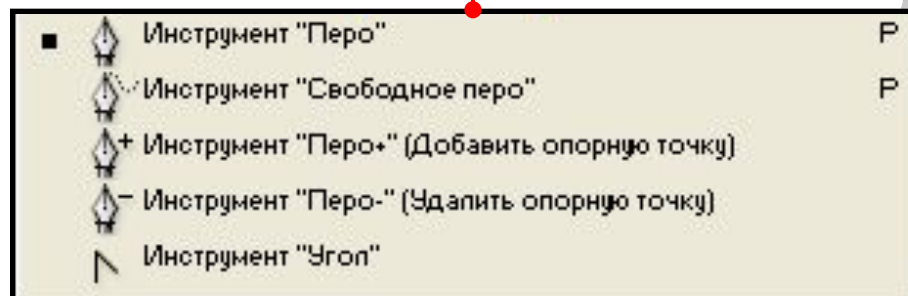 Инструмент "Перо" P
Инструмент "Свободное перо" P
Инструмент "Перо+" (Добавить опорную точку)
Инструмент "Перо-" (Удалить опорную точку)
Инструмент "Угол"